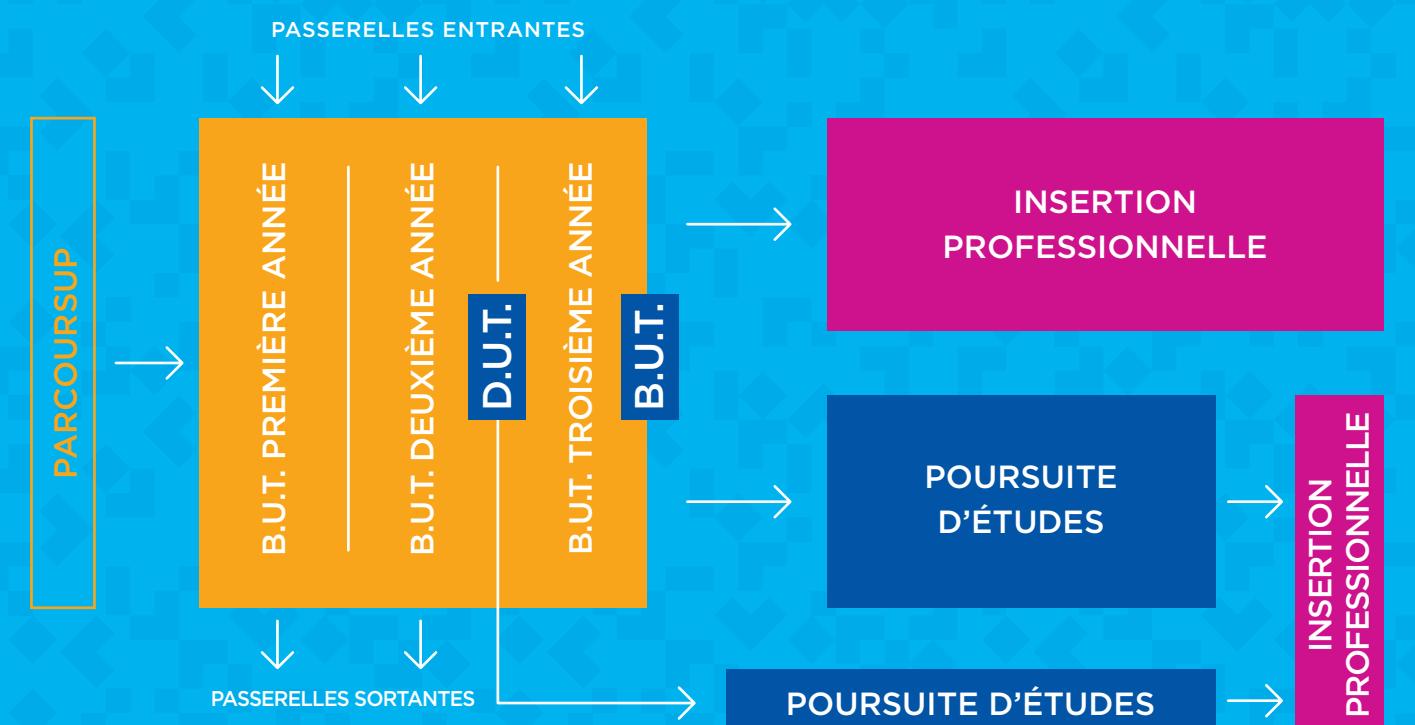 PASSERELLES ENTRANTES
PARCOURSUP
B.U.T. PREMIÈRE ANNÉE
B.U.T. DEUXIÈME ANNÉE
D.U.T.
B.U.T. TROISIÈME ANNÉE
B.U.T.
INSERTION
PROFESSIONNELLE
POURSUITE
D’ÉTUDES
INSERTION
PROFESSIONNELLE
PASSERELLES SORTANTES
POURSUITE D’ÉTUDES